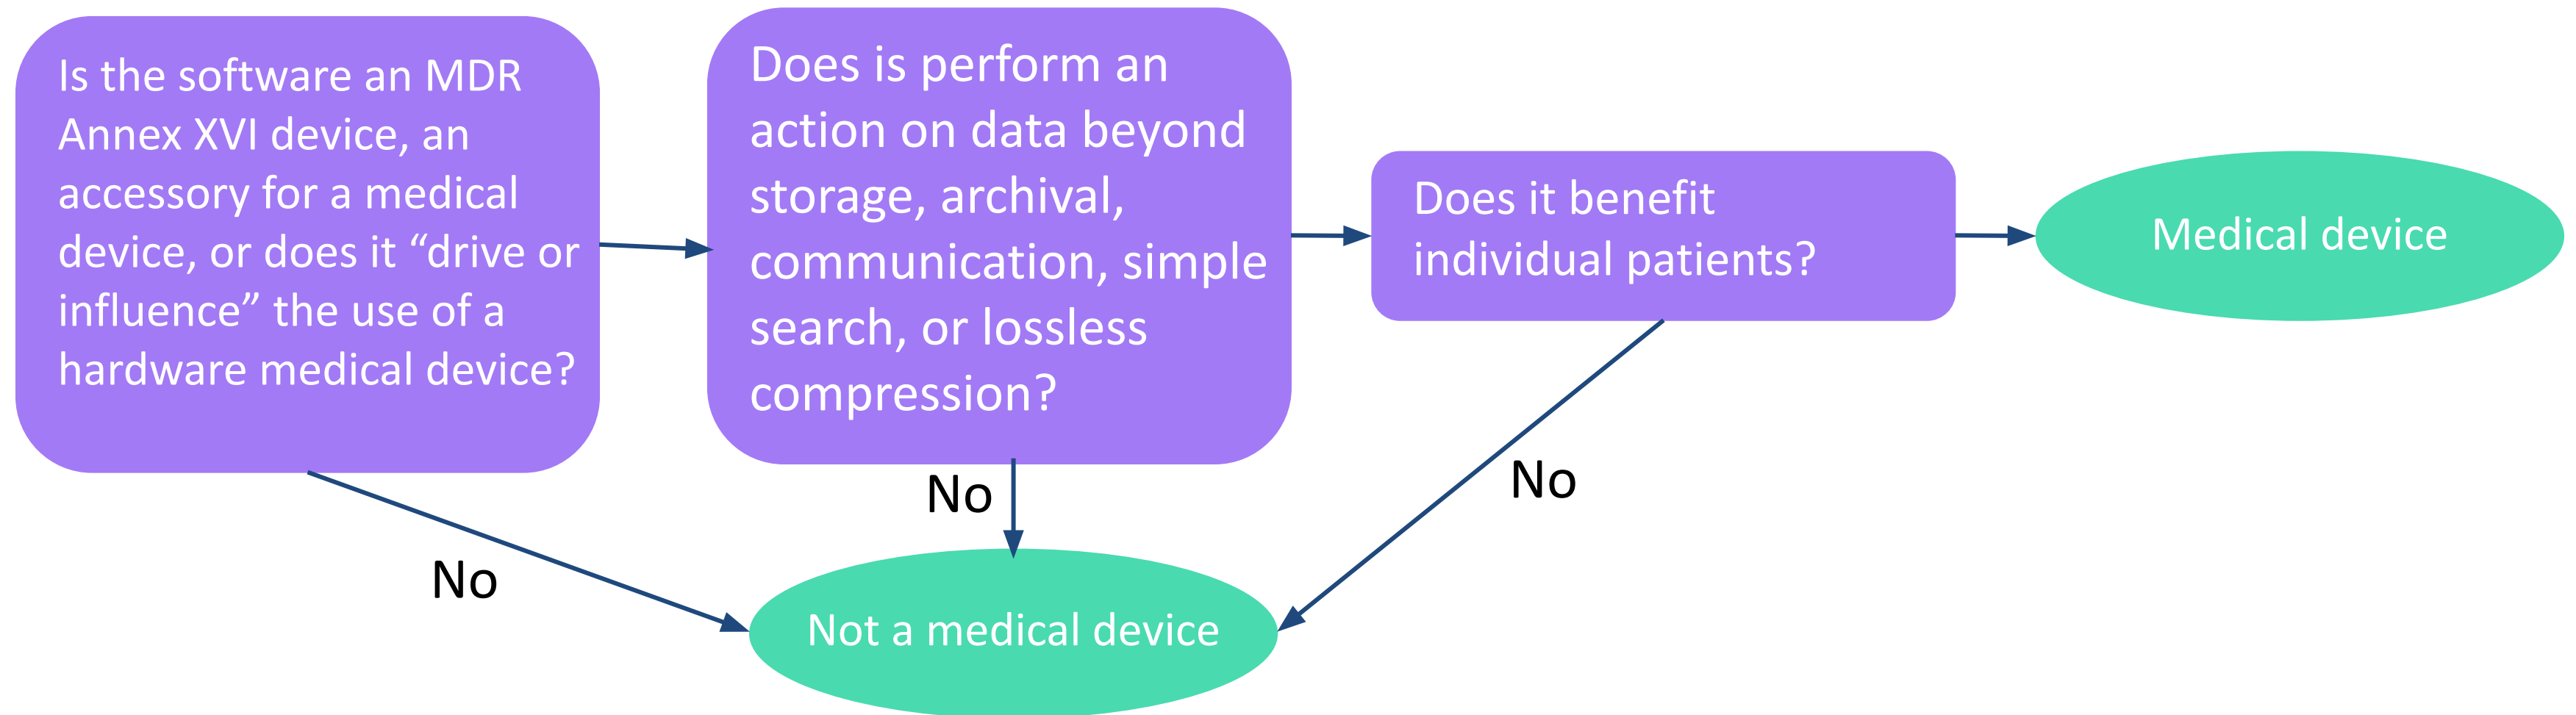 Is the software an MDR
Annex XVI device, an
accessory for a medical
device, or does it “drive or
influence” the use of a
hardware medical device?
Does is perform an
action on data beyond
storage, archival,
communication, simple
search, or lossless
compression?
Does it benefit
individual patients?
Medical device
No
No
No
Not a medical device